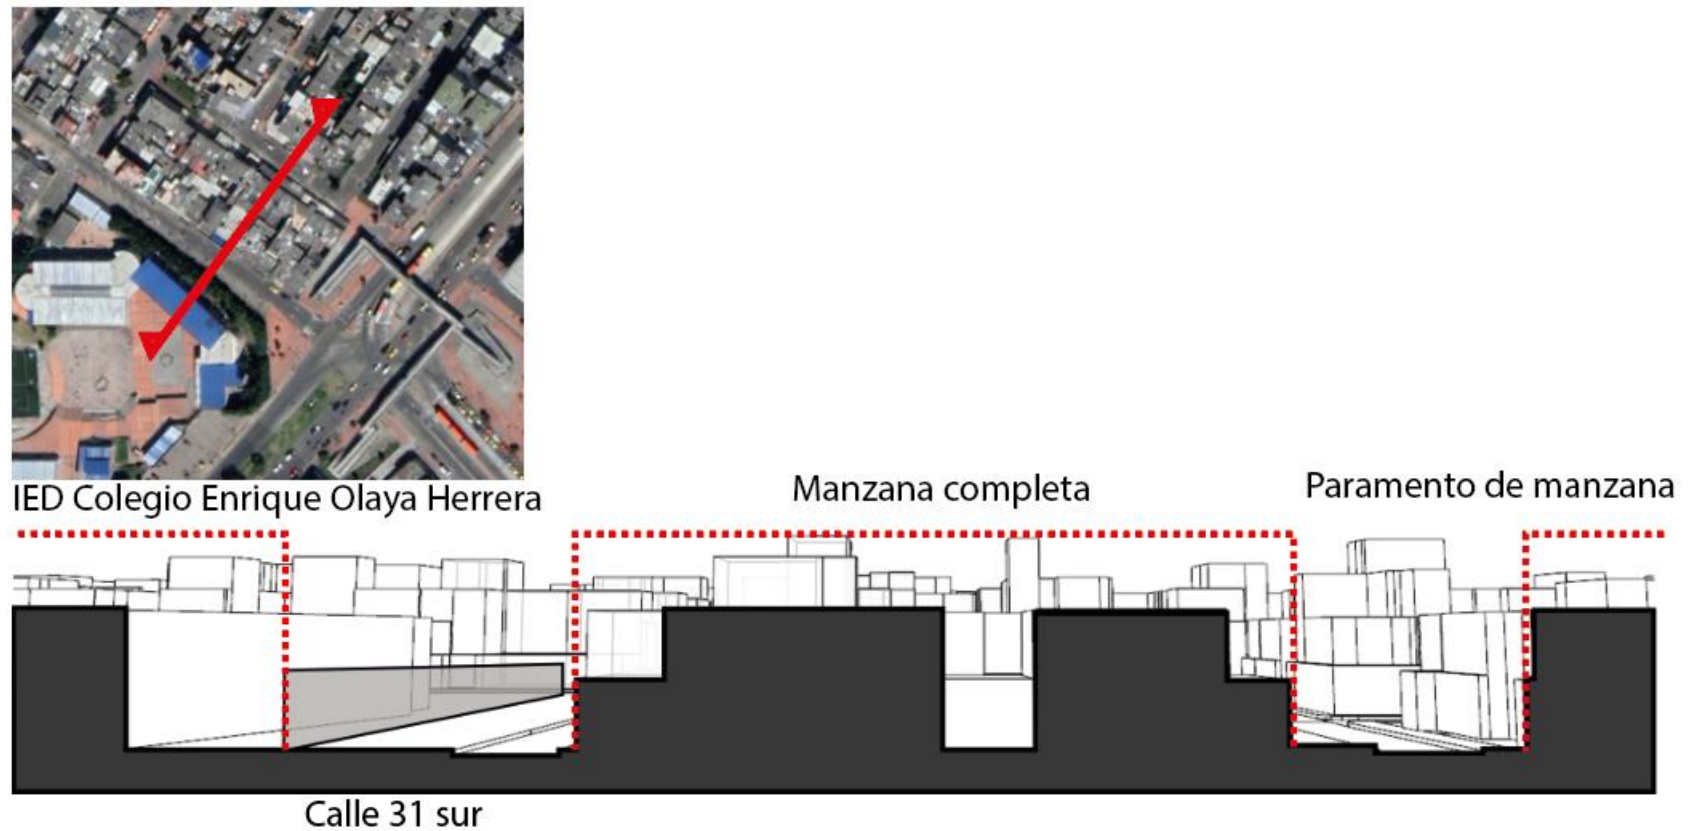 IED Colegio Enrique Olaya Herrera
Manzana completa
Paramento de manzana
Calle 31 sur